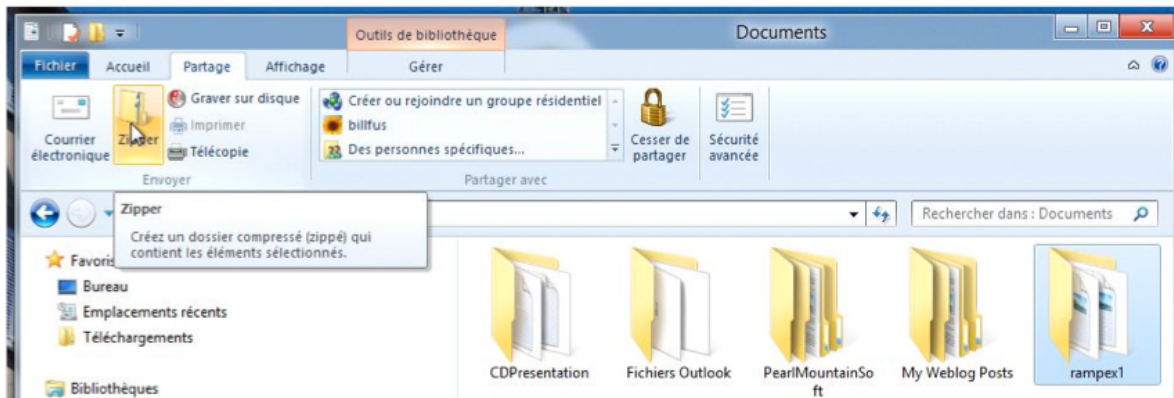 Outils de bibliothèque
Documents
Fichier Accueil Partage Affichage Gérer
Courrier électronique
Zipper
Graver sur disque
Imprimer
Télécopie
Envoyer
Créer ou rejoindre un groupe résidentiel
billfus
Des personnes spécifiques...
Partager avec
Cesser de
partager
Sécurité
avancée
Rechercher dans : Documents
Zipper
Créez un dossier compressé (zippé) qui
contient les éléments sélectionnés.
Favoris
Bureau
Emplacements récents
Téléchargements
Bibliothèques
CDPresentation
Fichiers Outlook
PearlMountainSo
ft
My Weblog Posts
rampex1